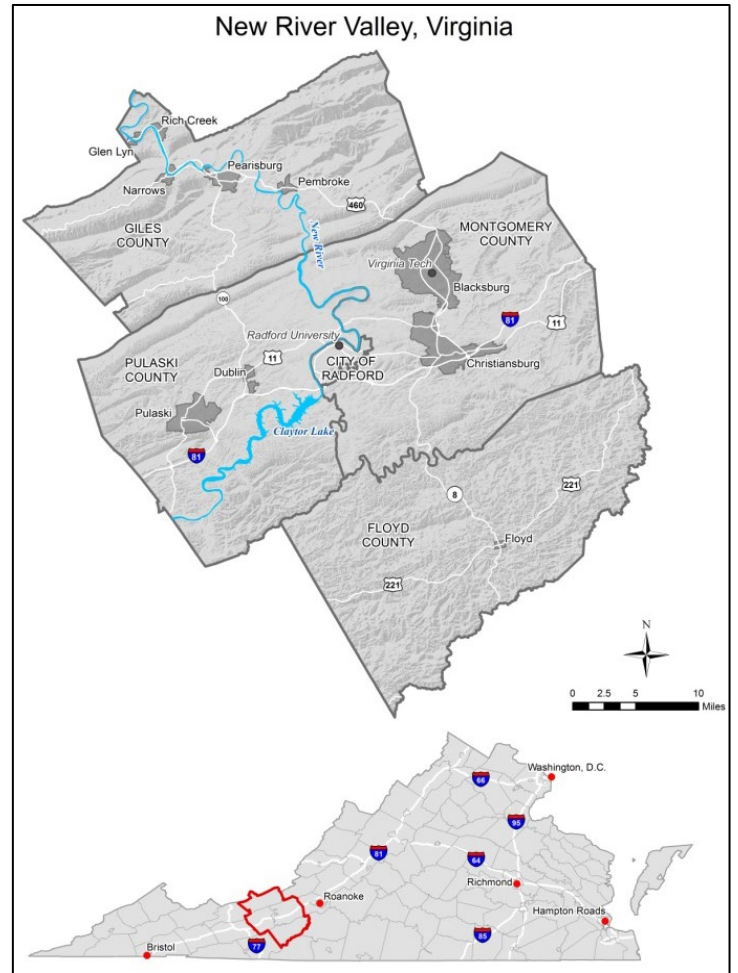 New River Valley, Virginia
Rich Creek
Glen Lyn
Pearisburg
Narrows
Pembroke
460
GILES
COUNTY
New River
MONTGOMERY
COUNTY
Virginia Tech
Blacksburg
100
81
11
Radford University
11
CITY OF
RADFORD
Christiansburg
PULASKI
COUNTY
Dublin
Pulaski
Claytor Lake
81
8
221
FLOYD
COUNTY
Floyd
221
N
0 2.5 5 10
Miles
Washington, D.C.
66
95
81
64
Richmond
Roanoke
Hampton Roads
85
77
Bristol